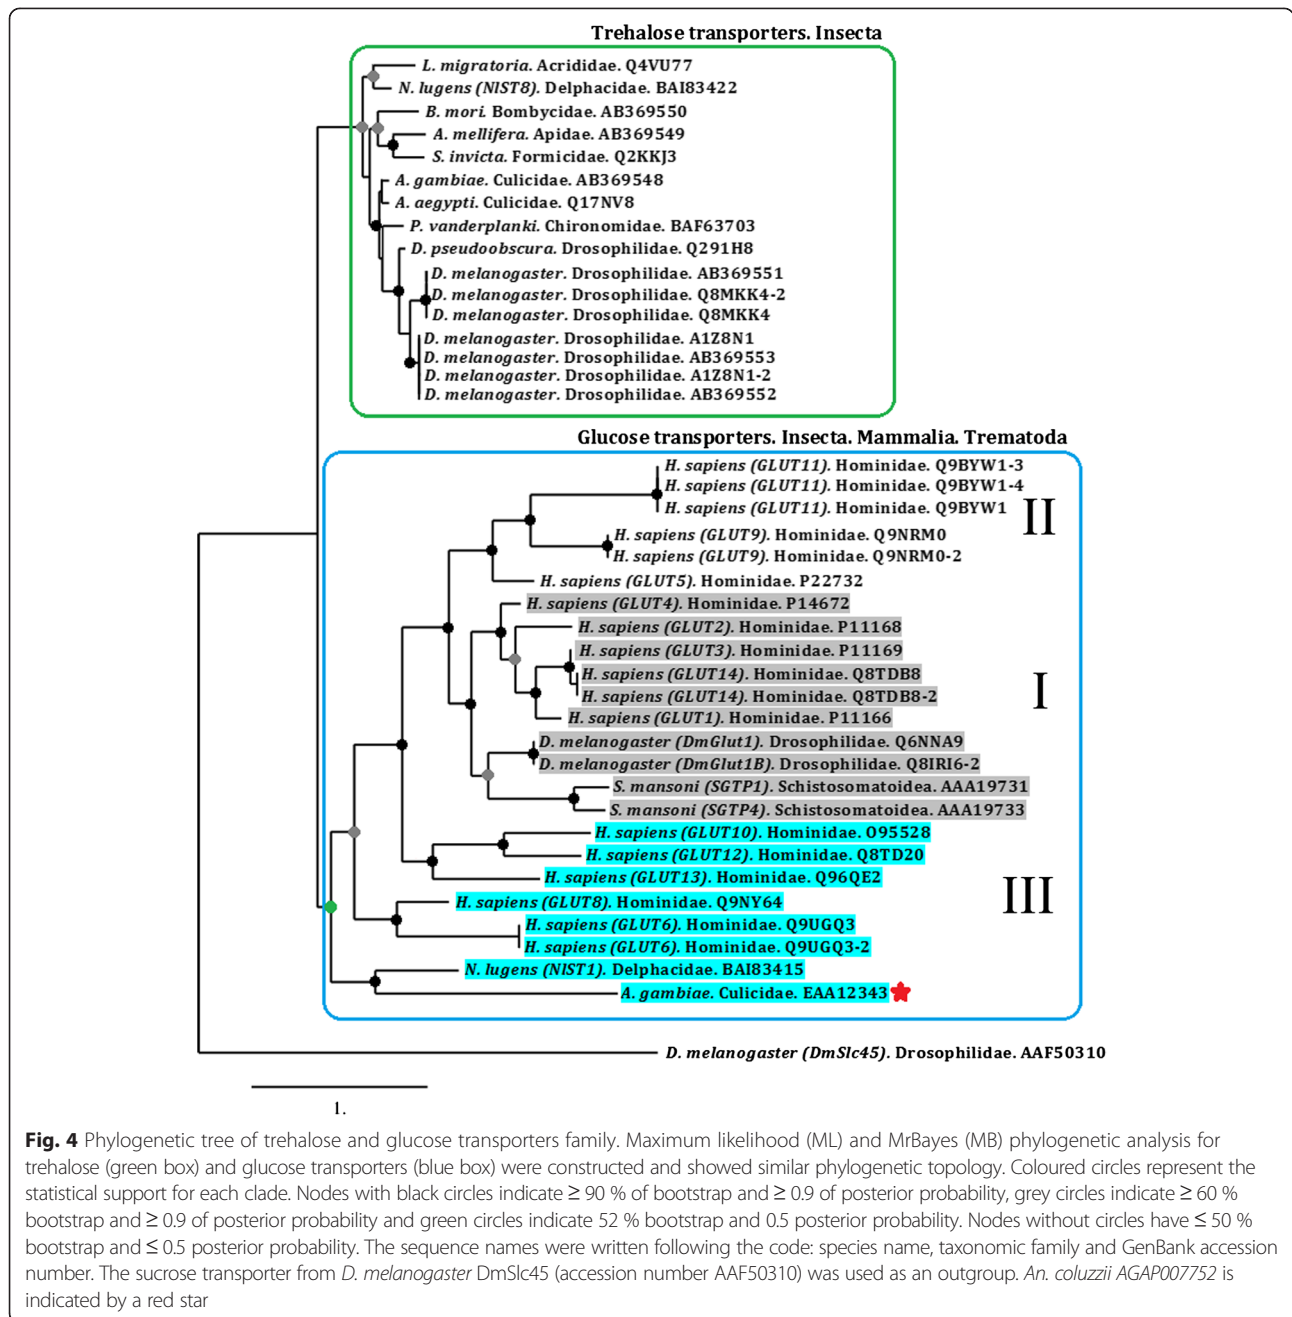 Trehalose transporters. Insecta
L. migratoria. Acrididae. Q4VU77
N. lugens (NlST8). Delphacidae. BAI83422
B. mori. Bombycidae. AB369550
A. mellifera. Apidae. AB369549
S. invicta. Formicidae. Q2KKJ3
A. gambiae. Culicidae. AB369548
A. aegypti. Culicidae. Q17NV8
P. vanderplanki. Chironomidae. BAF63703
D. pseudoobscura. Drosophilidae. Q291H8
D. melanogaster. Drosophilidae. AB369551
D. melanogaster. Drosophilidae. Q8MKK4-2
D. melanogaster. Drosophilidae. Q8MKK4
D. melanogaster. Drosophilidae. A1Z8N1
D. melanogaster. Drosophilidae. AB369553
D. melanogaster. Drosophilidae. A1Z8N1-2
D. melanogaster. Drosophilidae. AB369552
Glucose transporters. Insecta. Mammalia. Trematoda
H. sapiens (GLUT11). Hominidae. Q9BYW1-3
H. sapiens (GLUT11). Hominidae. Q9BYW1-4
H. sapiens (GLUT11). Hominidae. Q9BYW1
II
H. sapiens (GLUT9). Hominidae. Q9NRM0
H. sapiens (GLUT9). Hominidae. Q9NRM0-2
H. sapiens (GLUT5). Hominidae. P22732
H. sapiens (GLUT4). Hominidae. P14672
H. sapiens (GLUT2). Hominidae. P11168
H. sapiens (GLUT3). Hominidae. P11169
H. sapiens (GLUT14). Hominidae. Q8TDB8
H. sapiens (GLUT14). Hominidae. Q8TDB8-2
I
H. sapiens (GLUT1). Hominidae. P11166
D. melanogaster (DmGlut1). Drosophilidae. Q6NNA9
D. melanogaster (DmGlut1B). Drosophilidae. Q8IRI6-2
S. mansoni (SGTP1). Schistosomatoidea. AAA19731
S. mansoni (SGTP4). Schistosomatoidea. AAA19733
H. sapiens (GLUT10). Hominidae. O95528
H. sapiens (GLUT12). Hominidae. Q8TD20
H. sapiens (GLUT13). Hominidae. Q96QE2
III
H. sapiens (GLUT8). Hominidae. Q9NY64
H. sapiens (GLUT6). Hominidae. Q9UGQ3
H. sapiens (GLUT6). Hominidae. Q9UGQ3-2
N. lugens (NlST1). Delphacidae. BAI83415
A. gambiae. Culicidae. EAA12343
D. melanogaster (DmSlc45). Drosophilidae. AAF50310
1.
Fig. 4 Phylogenetic tree of trehalose and glucose transporters family. Maximum likelihood (ML) and MrBayes (MB) phylogenetic analysis for
trehalose (green box) and glucose transporters (blue box) were constructed and showed similar phylogenetic topology. Coloured circles represent the
statistical support for each clade. Nodes with black circles indicate ≥ 90 % of bootstrap and ≥ 0.9 of posterior probability, grey circles indicate ≥ 60 %
bootstrap and ≥ 0.9 of posterior probability and green circles indicate 52 % bootstrap and 0.5 posterior probability. Nodes without circles have ≤ 50 %
bootstrap and ≤ 0.5 posterior probability. The sequence names were written following the code: species name, taxonomic family and GenBank accession
number. The sucrose transporter from D. melanogaster DmSlc45 (accession number AAF50310) was used as an outgroup. An. coluzzii AGAP007752 is
indicated by a red star